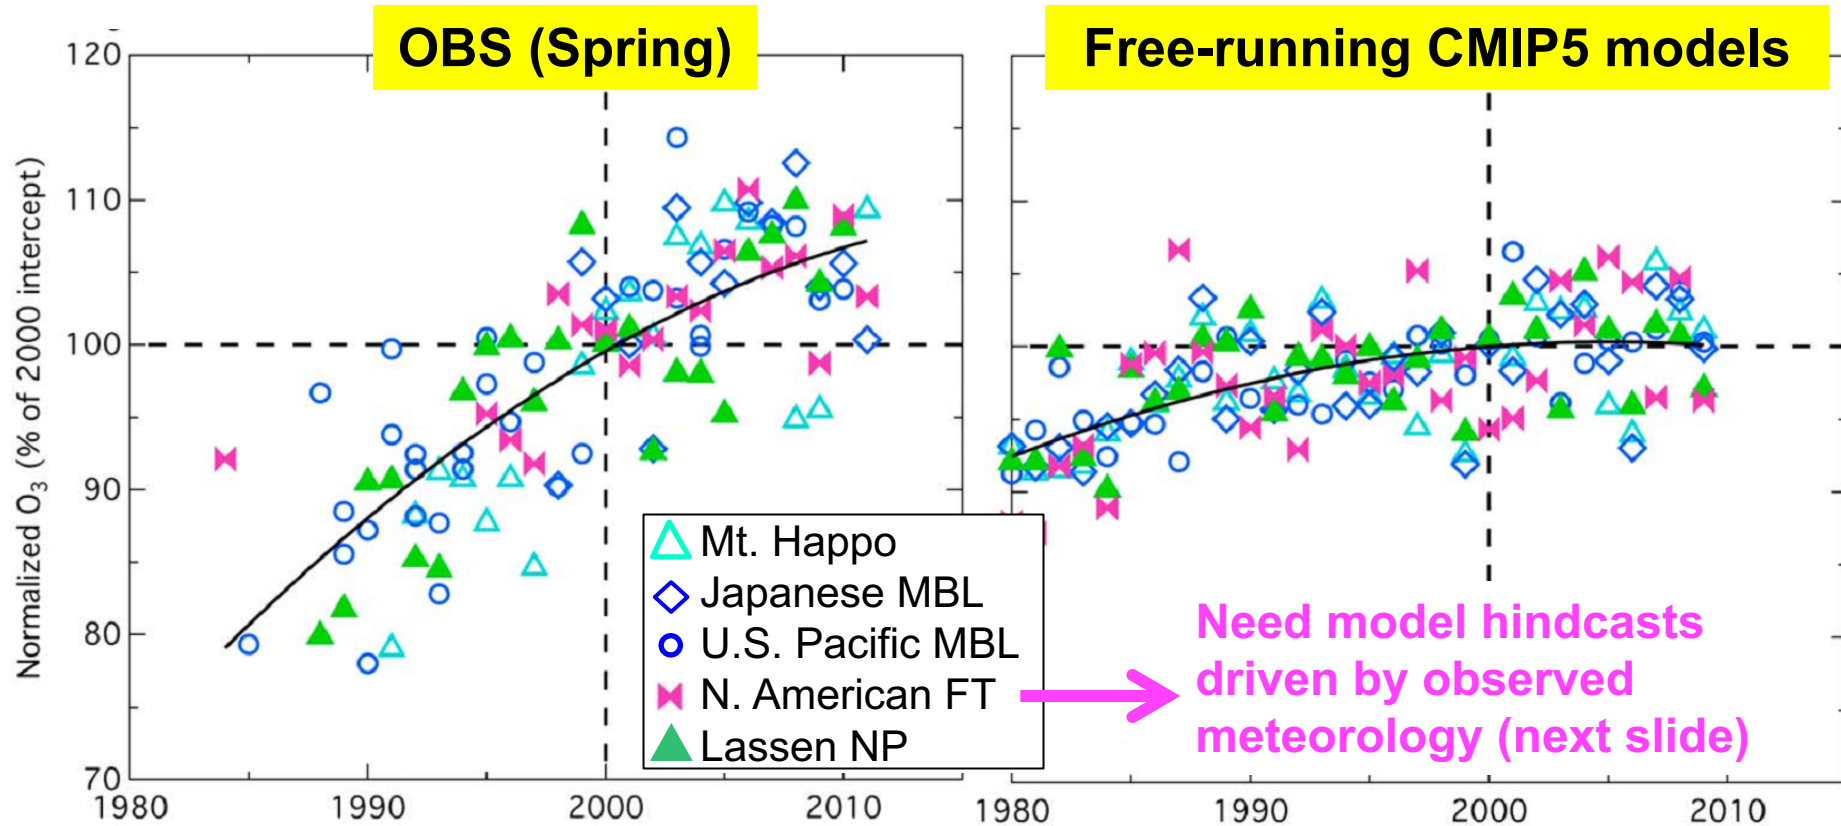 OBS (Spring)
Free-running CMIP5 models
Normalized O3 (% of 2000 intercept)
120
110
100
90
80
70
1980
1990
2000
2010
1980
1990
2000
2010
Mt. Happo
Japanese MBL
U.S. Pacific MBL
N. American FT
Lassen NP
Need model hindcasts
driven by observed
meteorology (next slide)